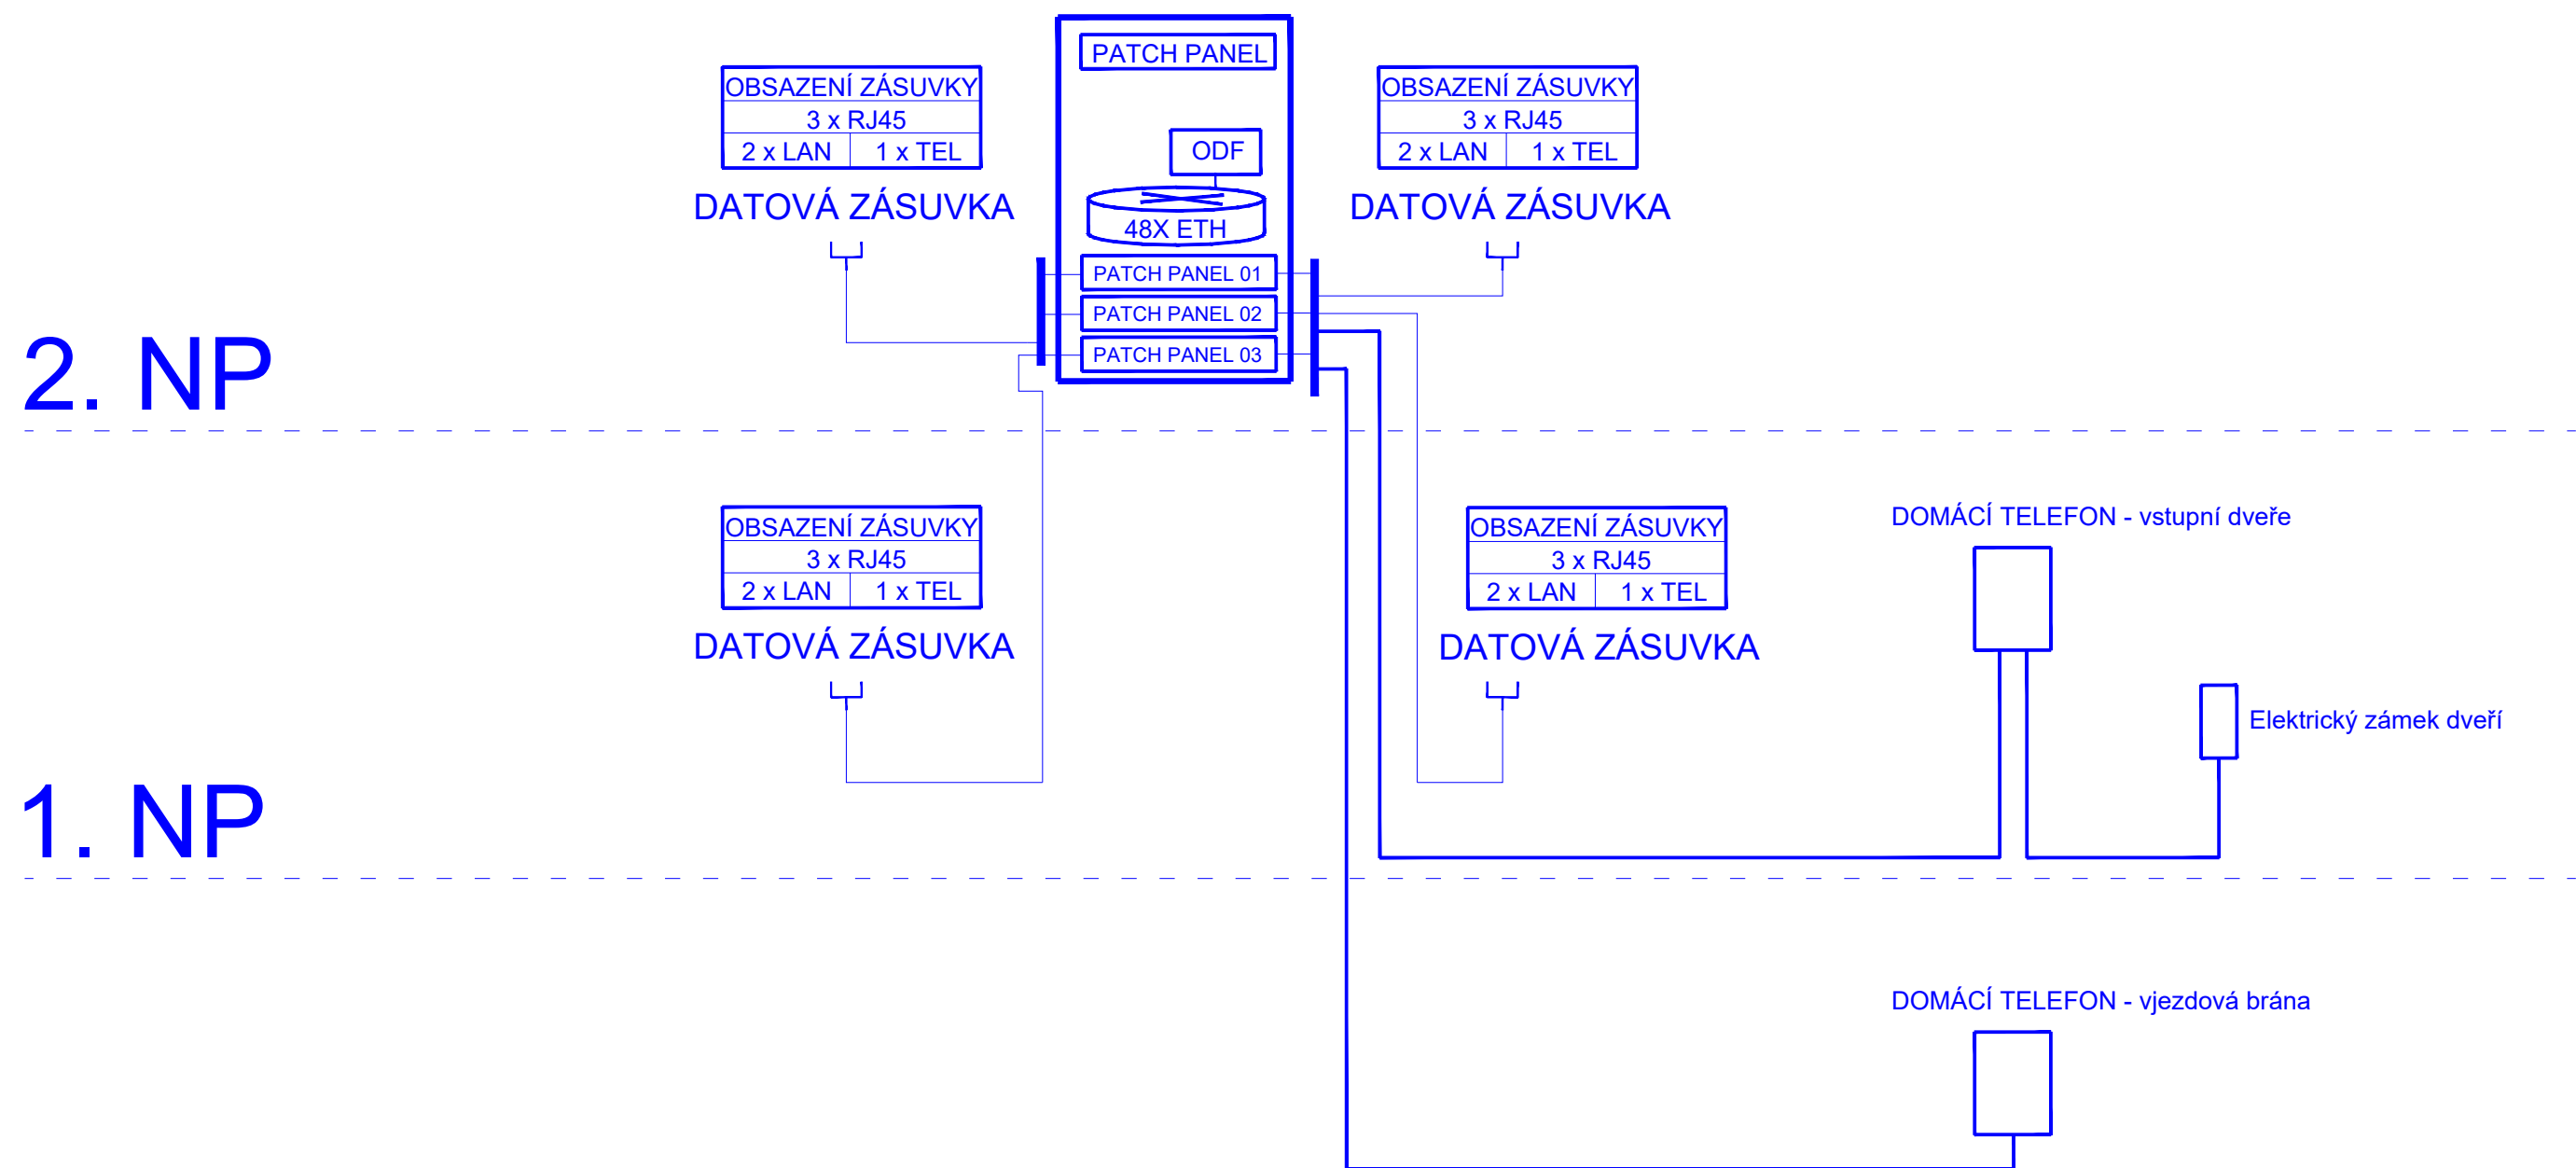 PATCH PANEL
OBSAZENÍ ZÁSUVKY
3 x RJ45
2 x LAN 1 x TEL
DATOVÁ ZÁSUVKA
OBSAZENÍ ZÁSUVKY
3 x RJ45
2 x LAN 1 x TEL
DATOVÁ ZÁSUVKA
ODF
48X ETH
PATCH PANEL 01
PATCH PANEL 02
PATCH PANEL 03
2. NP
OBSAZENÍ ZÁSUVKY
3 x RJ45
2 x LAN 1 x TEL
DATOVÁ ZÁSUVKA
OBSAZENÍ ZÁSUVKY
3 x RJ45
2 x LAN 1 x TEL
DATOVÁ ZÁSUVKA
DOMÁCÍ TELEFON - vstupní dveře
Elektrický zámek dveří
1. NP
DOMÁCÍ TELEFON - vjezdová brána